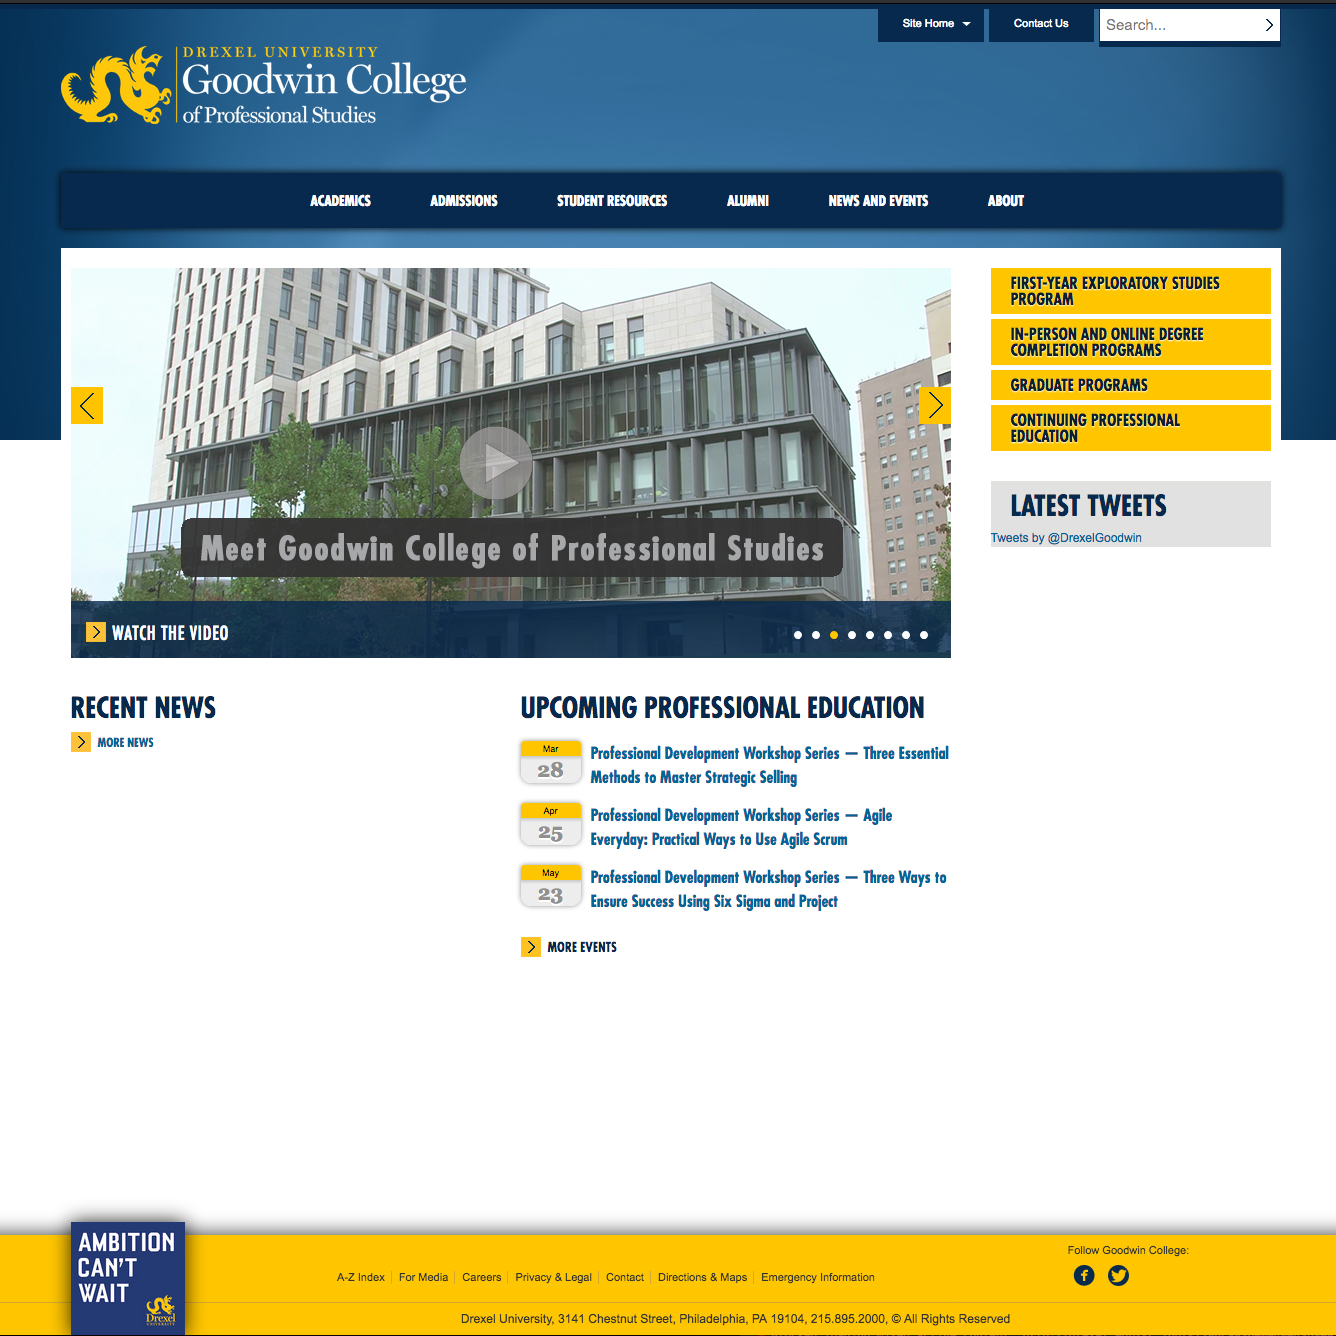 Site Home
Contact Us
Search...
DREXEL UNIVERSITY
Goodwin College
of Professional Studies
ACADEMICS
ADMISSIONS
STUDENT RESOURCES
ALUMNI
NEWS AND EVENTS
ABOUT
Meet Goodwin College of Professional Studies
WATCH THE VIDEO
FIRST-YEAR EXPLORATORY STUDIES
PROGRAM
IN-PERSON AND ONLINE DEGREE
COMPLETION PROGRAMS
GRADUATE PROGRAMS
CONTINUING PROFESSIONAL
EDUCATION
LATEST TWEETS
Tweets by @DrexelGoodwin
RECENT NEWS
MORE NEWS
UPCOMING PROFESSIONAL EDUCATION
Mar
28
Professional Development Workshop Series — Three Essential
Methods to Master Strategic Selling
Apr
25
Professional Development Workshop Series — Agile
Everyday: Practical Ways to Use Agile Scrum
May
23
Professional Development Workshop Series — Three Ways to
Ensure Success Using Six Sigma and Project
MORE EVENTS
AMBITION
CAN'T
WAIT
Drexel
UNIVERSITY
A-Z Index
For Media
Careers
Privacy & Legal
Contact
Directions & Maps
Emergency Information
Follow Goodwin College:
Drexel University, 3141 Chestnut Street, Philadelphia, PA 19104, 215.895.2000, © All Rights Reserved